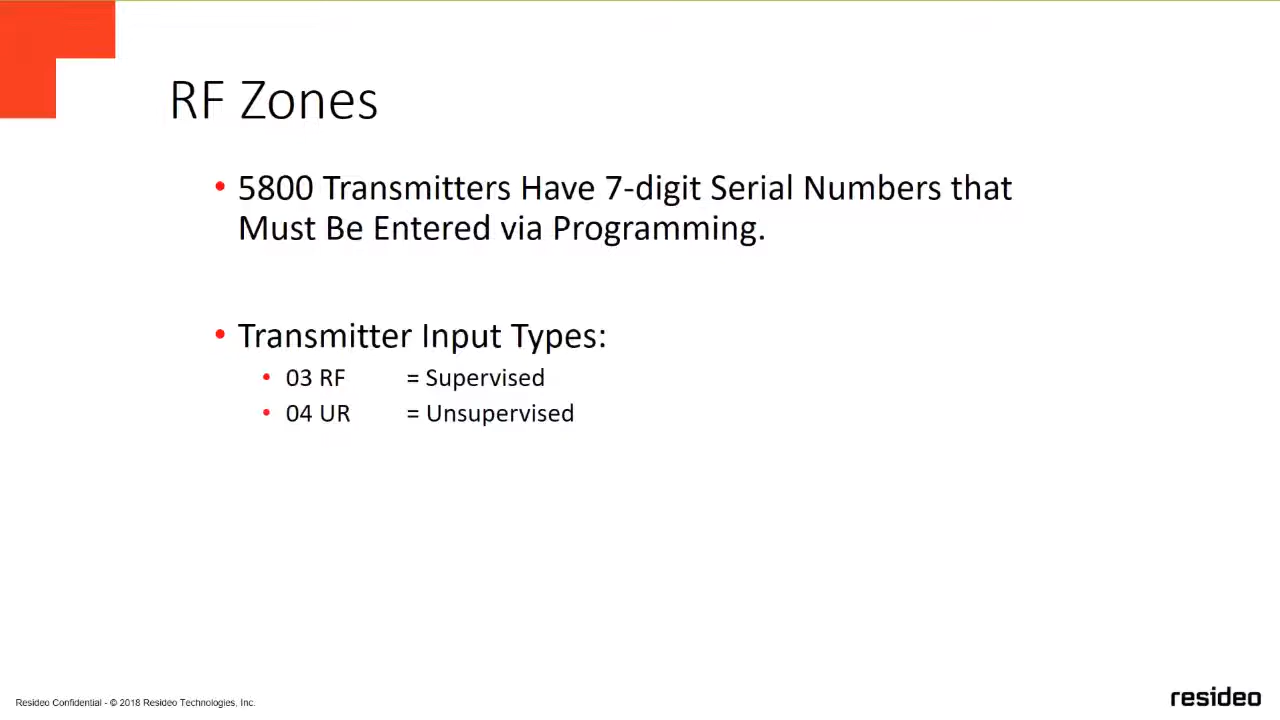 RF Zones
• 5800 Transmitters Have 7-digit Serial Numbers that
Must Be Entered via Programming.
• Transmitter Input Types:
• 03 RF = Supervised
• 04 UR = Unsupervised
Resideo Confidential - © 2018 Resideo Technologies, Inc.
resideo